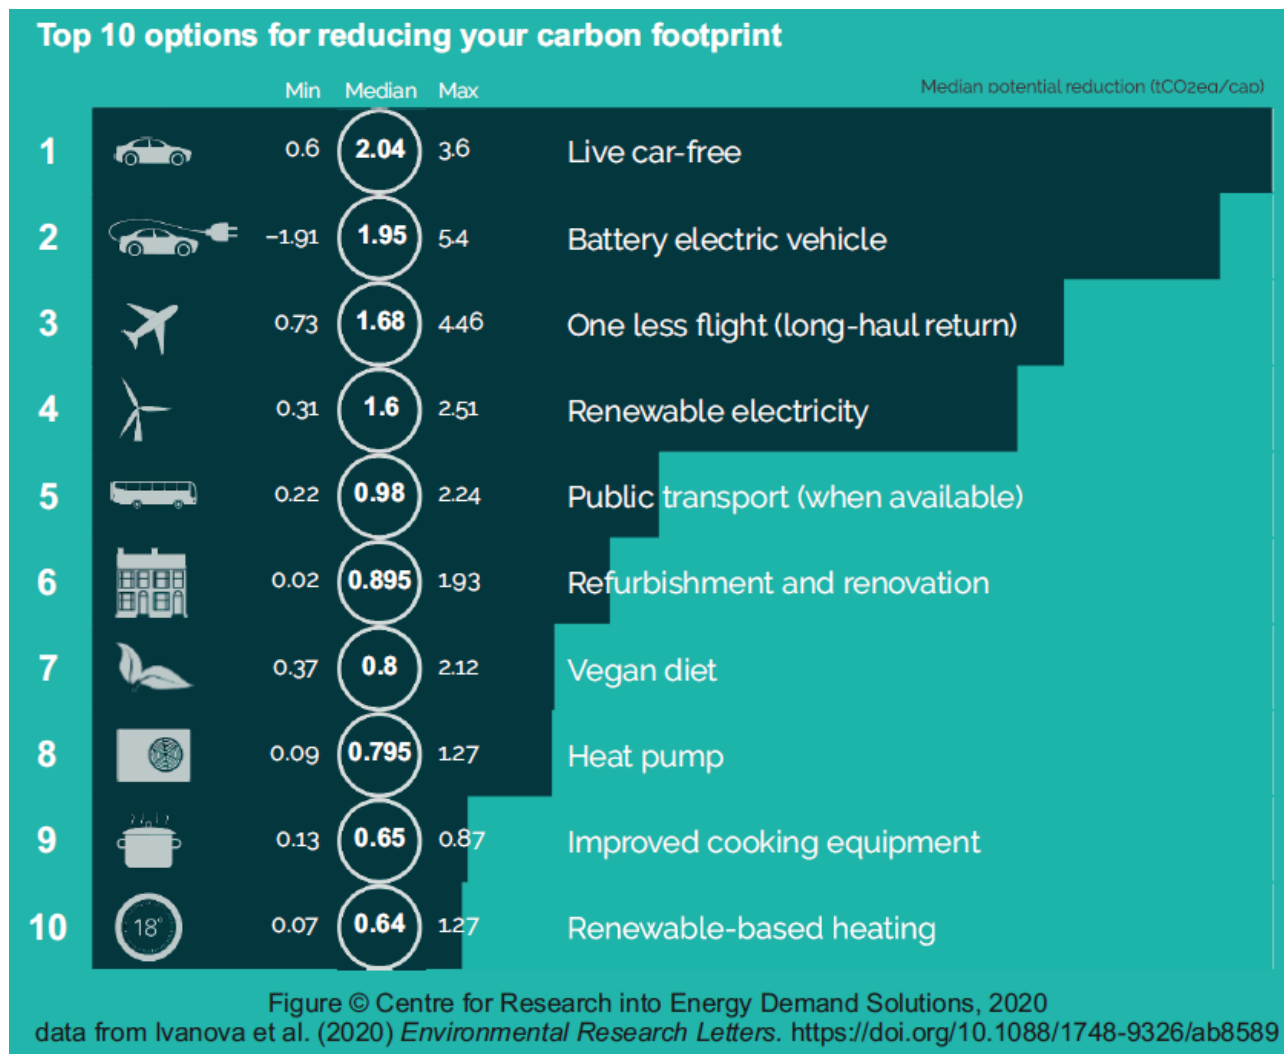 Top 10 options for reducing your carbon footprint
Min Median Max Median potential reduction (tCO2eq/cap)
1 0.6 2.04 3.6 Live car-free
2 −1.91 1.95 5.4 Battery electric vehicle
3 0.73 1.68 4.46 One less flight (long-haul return)
4 0.31 1.6 2.51 Renewable electricity
5 0.22 0.98 2.24 Public transport (when available)
6 0.02 0.895 1.93 Refurbishment and renovation
7 0.37 0.8 2.12 Vegan diet
8 0.09 0.795 1.27 Heat pump
9 0.13 0.65 0.87 Improved cooking equipment
10 18° 0.07 0.64 1.27 Renewable-based heating
Figure © Centre for Research into Energy Demand Solutions, 2020
data from Ivanova et al. (2020) Environmental Research Letters. https://doi.org/10.1088/1748-9326/ab8589